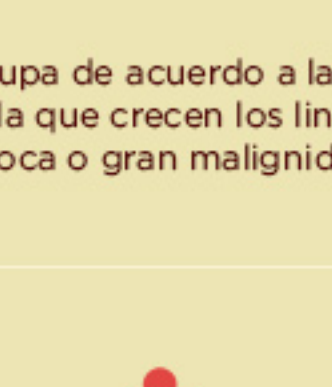 upa de acuerdo a la
la que crecen los lin
oca o gran malignid